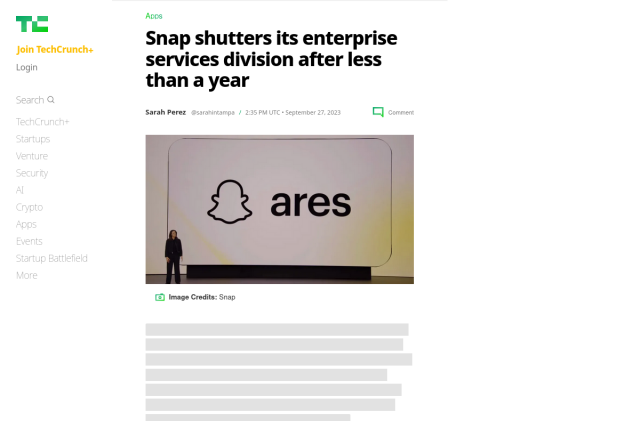 TC
Join TechCrunch+
Login
Search
TechCrunch+
Startups
Venture
Security
AI
Crypto
Apps
Events
Startup Battlefield
More
Apps
Snap shutters its enterprise
services division after less
than a year
Sarah Perez @sarahintampa / 2:35 PM UTC • September 27, 2023
Comment
ares
Image Credits: Snap